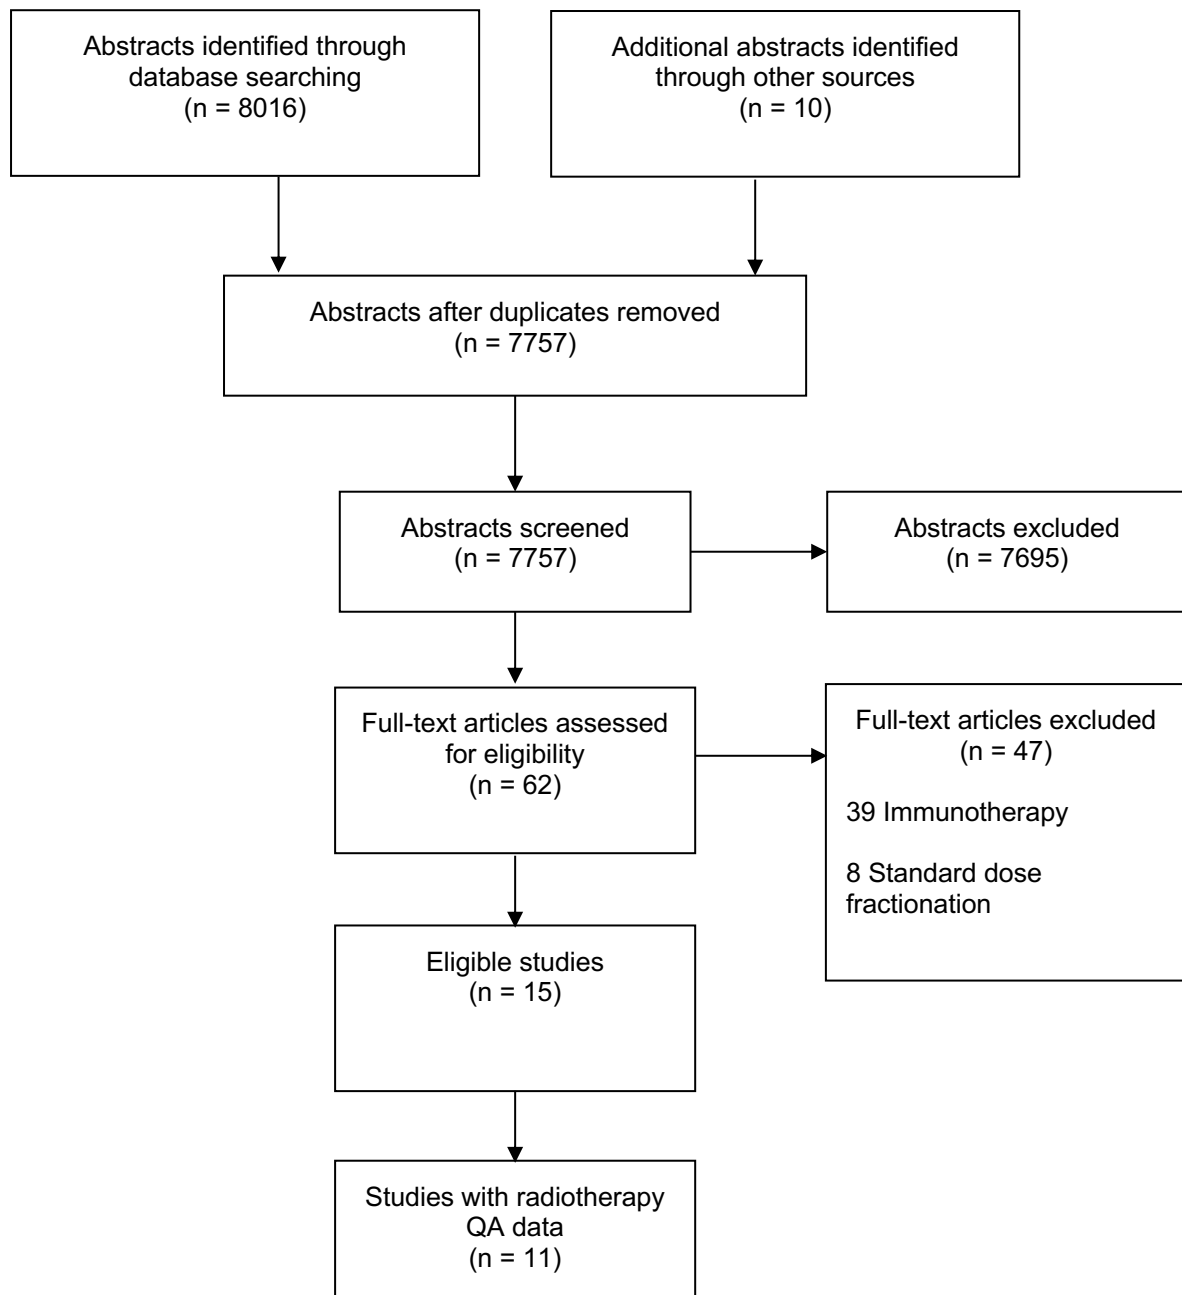 Abstracts identified through
database searching
(n = 8016)
Additional abstracts identified
through other sources
(n = 10)
Abstracts after duplicates removed
(n = 7757)
Abstracts screened
(n = 7757)
Abstracts excluded
(n = 7695)
Full-text articles assessed
for eligibility
(n = 62)
Full-text articles excluded
(n = 47)
39 Immunotherapy
8 Standard dose
fractionation
Eligible studies
(n = 15)
Studies with radiotherapy
QA data
(n = 11)